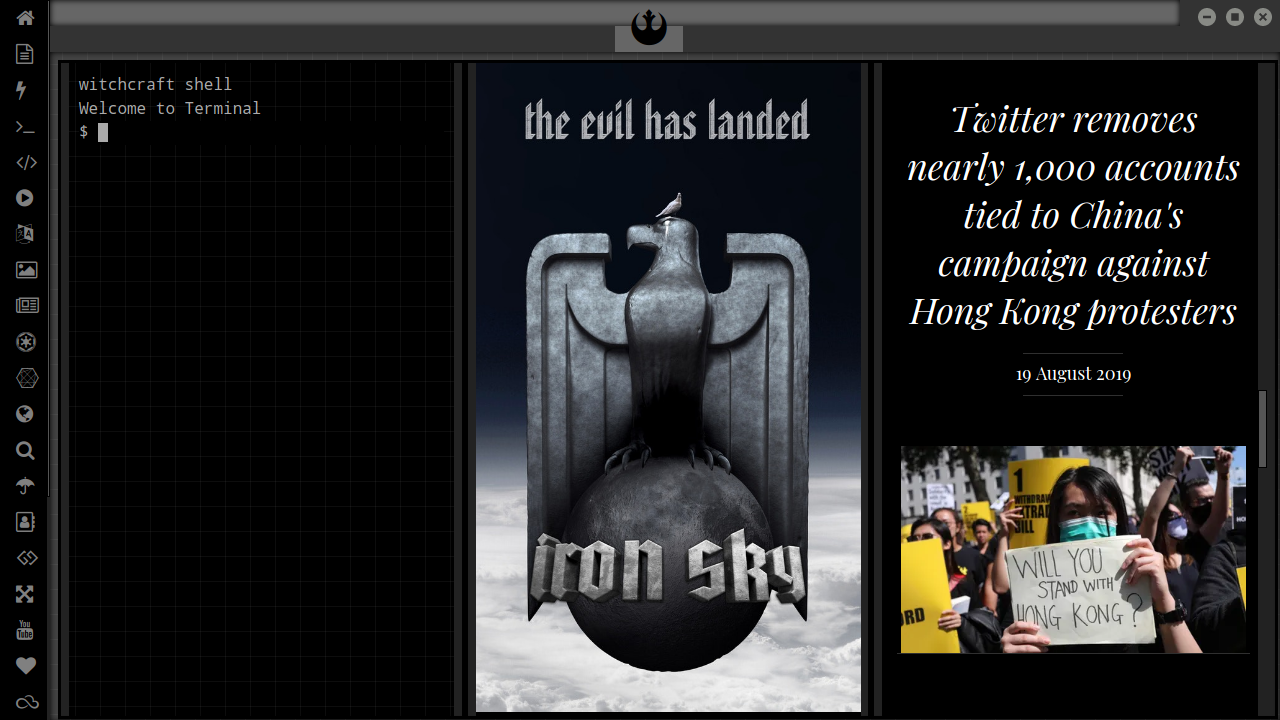 witchcraft shell
Welcome to Terminal
$
the evil has landed
iron sky
Twitter removes
nearly 1,000 accounts
tied to China's
campaign against
Hong Kong protesters
19 August 2019
1
WITHDRAW
WILL YOU
STAND WITH
HONG KONG?
You
Tube